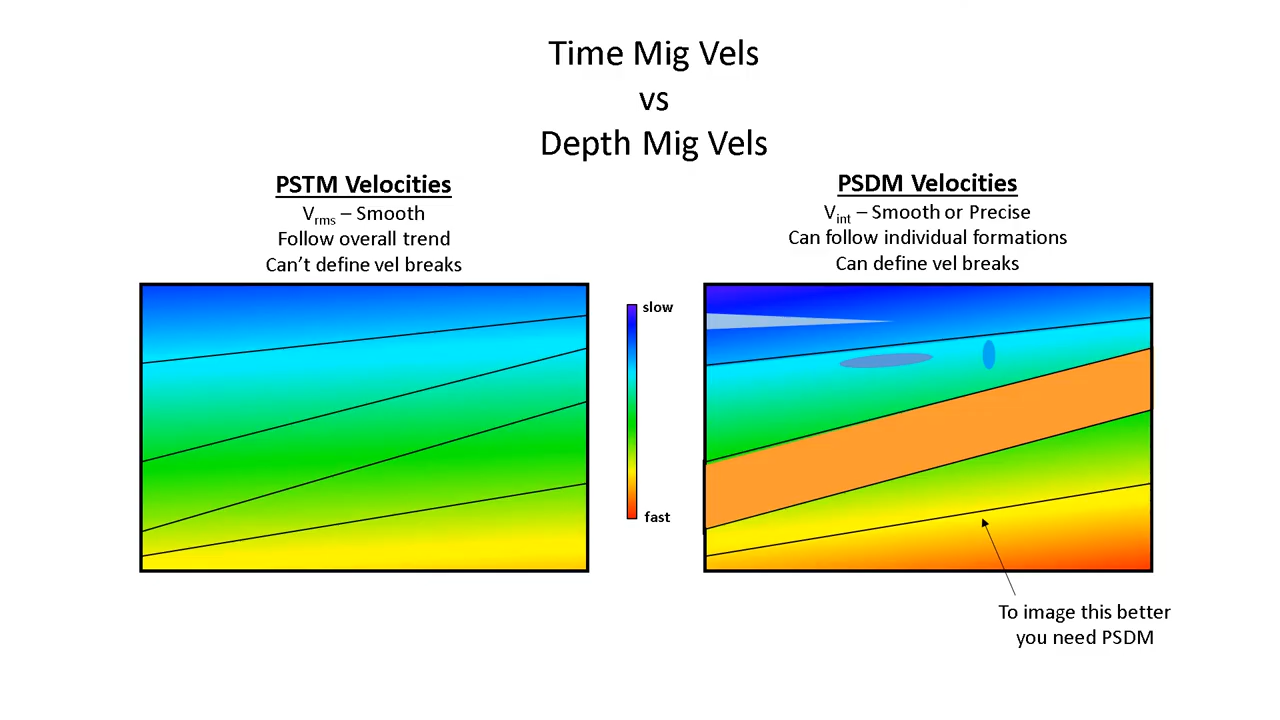 Time Mig Vels
vs
Depth Mig Vels
PSTM Velocities
Vrms – Smooth
Follow overall trend
Can’t define vel breaks
PSDM Velocities
Vint – Smooth or Precise
Can follow individual formations
Can define vel breaks
slow
fast
To image this better
you need PSDM